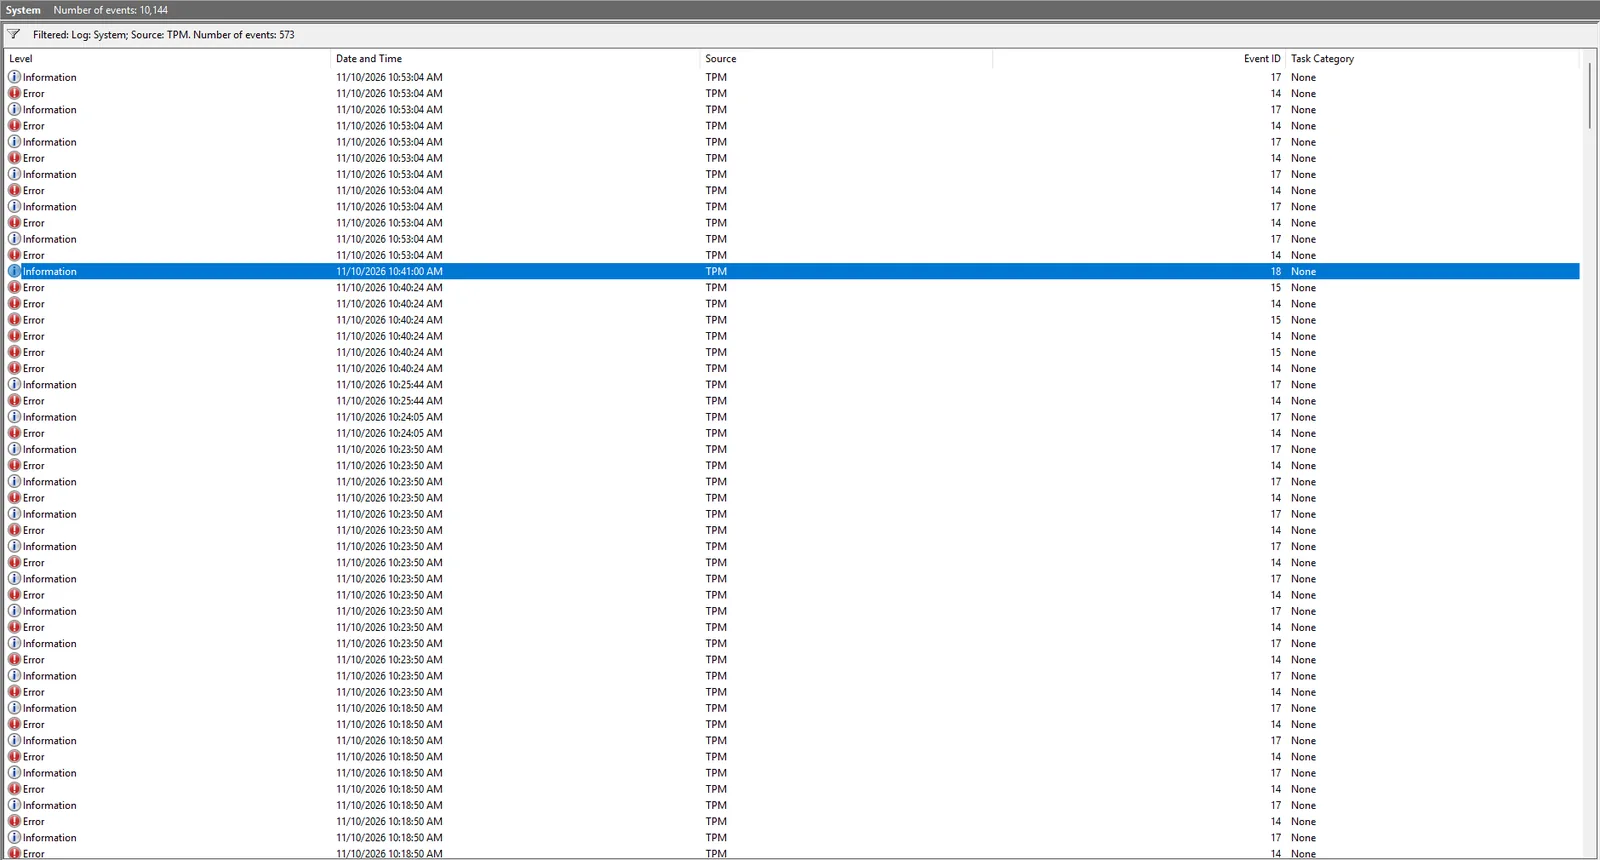 System Number of events: 10,144
Filtered: Log: System; Source: TPM. Number of events: 573
Level Date and Time Source Event ID Task Category
Information 11/10/2026 10:53:04 AM TPM 17 None
Error 11/10/2026 10:53:04 AM TPM 14 None
Information 11/10/2026 10:53:04 AM TPM 17 None
Error 11/10/2026 10:53:04 AM TPM 14 None
Information 11/10/2026 10:53:04 AM TPM 17 None
Error 11/10/2026 10:53:04 AM TPM 14 None
Information 11/10/2026 10:53:04 AM TPM 17 None
Error 11/10/2026 10:53:04 AM TPM 14 None
Information 11/10/2026 10:53:04 AM TPM 17 None
Error 11/10/2026 10:53:04 AM TPM 14 None
Information 11/10/2026 10:53:04 AM TPM 17 None
Error 11/10/2026 10:53:04 AM TPM 14 None
Information 11/10/2026 10:41:00 AM TPM 18 None
Error 11/10/2026 10:40:24 AM TPM 15 None
Error 11/10/2026 10:40:24 AM TPM 14 None
Error 11/10/2026 10:40:24 AM TPM 15 None
Error 11/10/2026 10:40:24 AM TPM 14 None
Error 11/10/2026 10:40:24 AM TPM 15 None
Error 11/10/2026 10:40:24 AM TPM 14 None
Information 11/10/2026 10:25:44 AM TPM 17 None
Error 11/10/2026 10:25:44 AM TPM 14 None
Information 11/10/2026 10:24:05 AM TPM 17 None
Error 11/10/2026 10:24:05 AM TPM 14 None
Information 11/10/2026 10:23:50 AM TPM 17 None
Error 11/10/2026 10:23:50 AM TPM 14 None
Information 11/10/2026 10:23:50 AM TPM 17 None
Error 11/10/2026 10:23:50 AM TPM 14 None
Information 11/10/2026 10:23:50 AM TPM 17 None
Error 11/10/2026 10:23:50 AM TPM 14 None
Information 11/10/2026 10:23:50 AM TPM 17 None
Error 11/10/2026 10:23:50 AM TPM 14 None
Information 11/10/2026 10:23:50 AM TPM 17 None
Error 11/10/2026 10:23:50 AM TPM 14 None
Information 11/10/2026 10:23:50 AM TPM 17 None
Error 11/10/2026 10:23:50 AM TPM 14 None
Information 11/10/2026 10:23:50 AM TPM 17 None
Error 11/10/2026 10:23:50 AM TPM 14 None
Information 11/10/2026 10:23:50 AM TPM 17 None
Error 11/10/2026 10:23:50 AM TPM 14 None
Information 11/10/2026 10:18:50 AM TPM 17 None
Error 11/10/2026 10:18:50 AM TPM 14 None
Information 11/10/2026 10:18:50 AM TPM 17 None
Error 11/10/2026 10:18:50 AM TPM 14 None
Information 11/10/2026 10:18:50 AM TPM 17 None
Error 11/10/2026 10:18:50 AM TPM 14 None
Information 11/10/2026 10:18:50 AM TPM 17 None
Error 11/10/2026 10:18:50 AM TPM 14 None
Information 11/10/2026 10:18:50 AM TPM 17 None
Error 11/10/2026 10:18:50 AM TPM 14 None